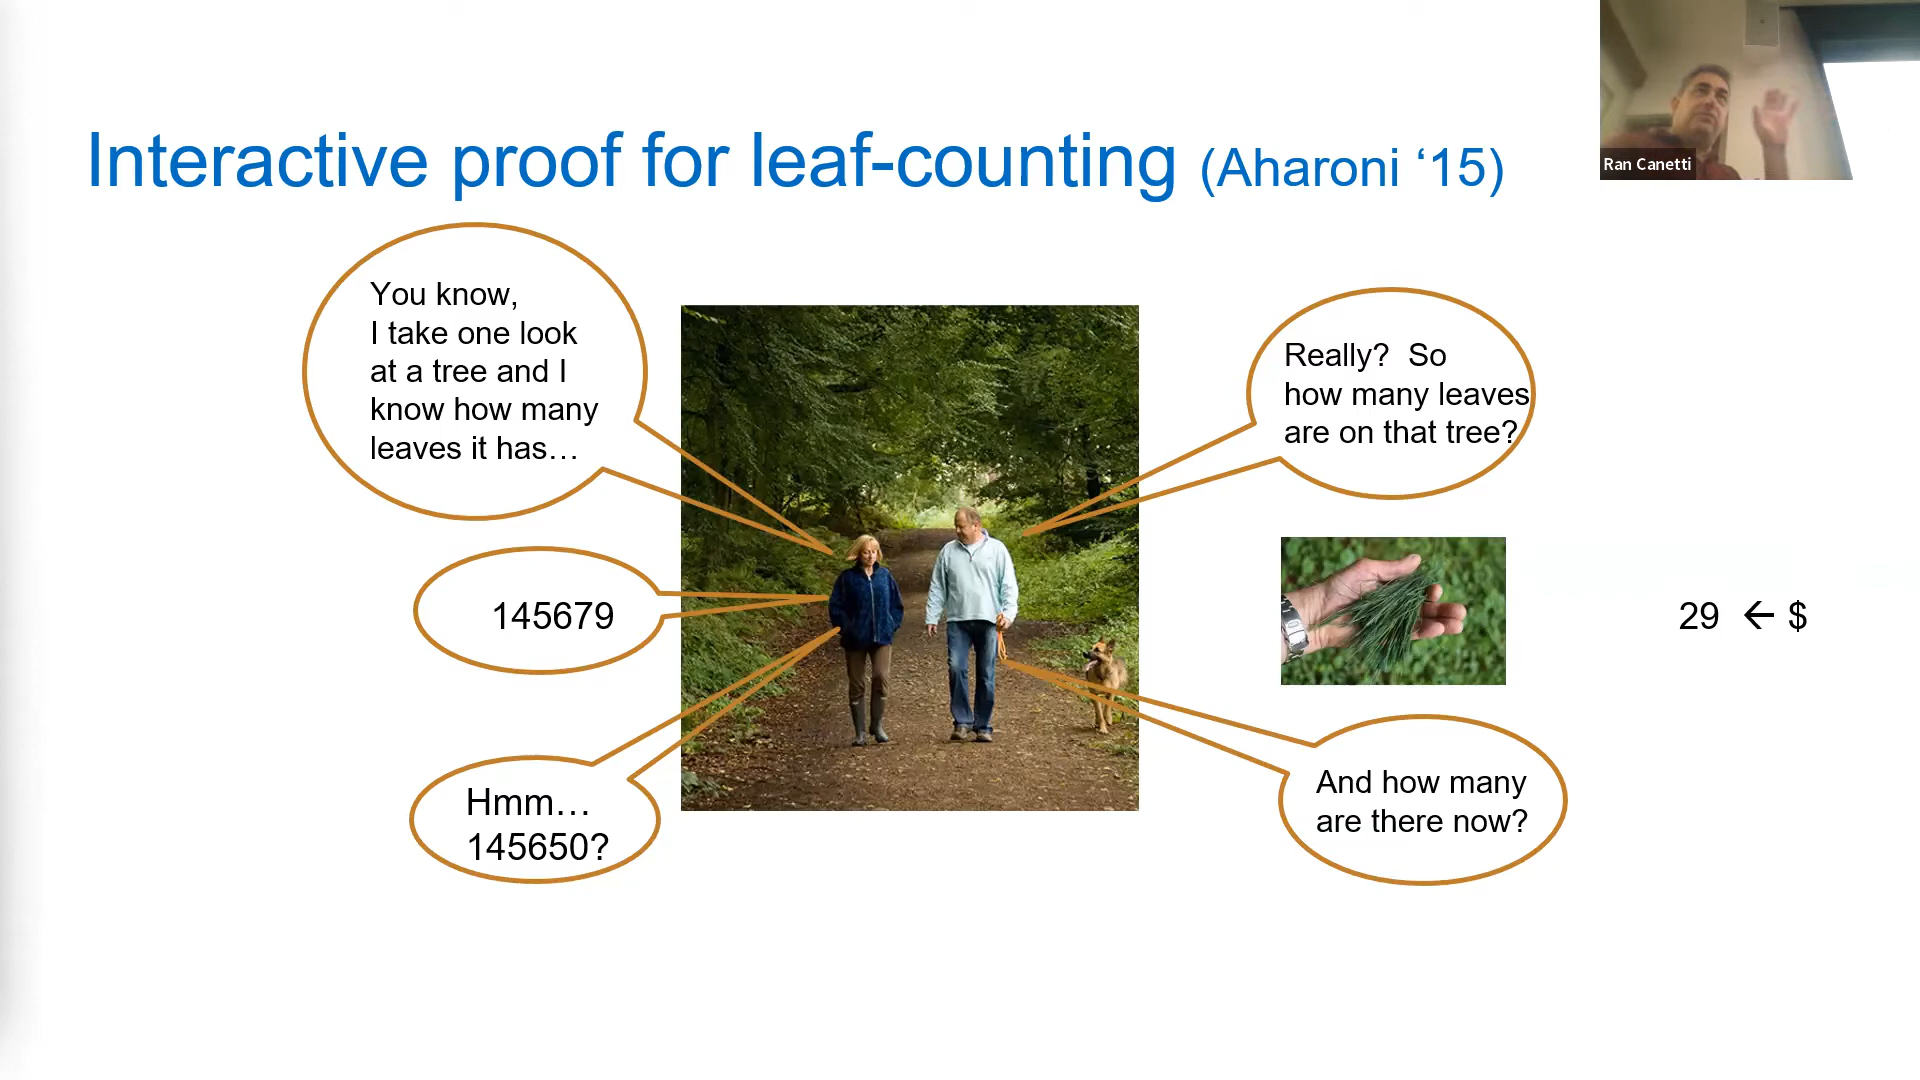 Interactive proof for leaf-counting (Aharoni ‘15)
Ran Canetti
You know,
I take one look
at a tree and I
know how many
leaves it has…
Really?  So
how many leaves
are on that tree?
145679
29 ← $
And how many
are there now?
Hmm…
145650?